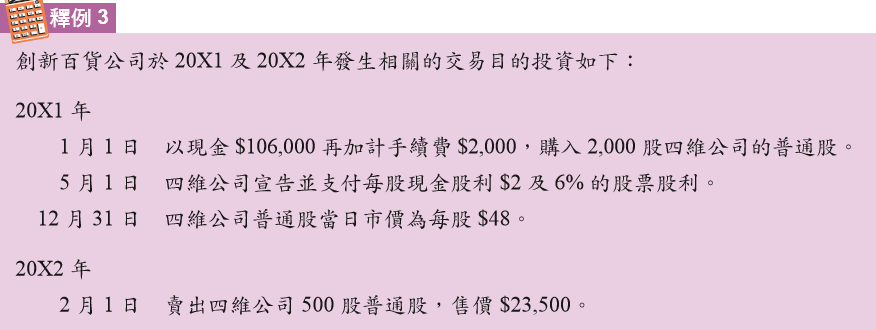 釋例 3
創新百貨公司於 20X1 及 20X2 年發生相關的交易目的投資如下：
20X1 年
1 月 1 日 以現金 $106,000 再加計手續費 $2,000，購入 2,000 股四維公司的普通股。
5 月 1 日 四維公司宣告並支付每股現金股利 $2 及 6% 的股票股利。
12 月 31 日 四維公司普通股當日市價為每股 $48。
20X2 年
2 月 1 日 賣出四維公司 500 股普通股，售價 $23,500。